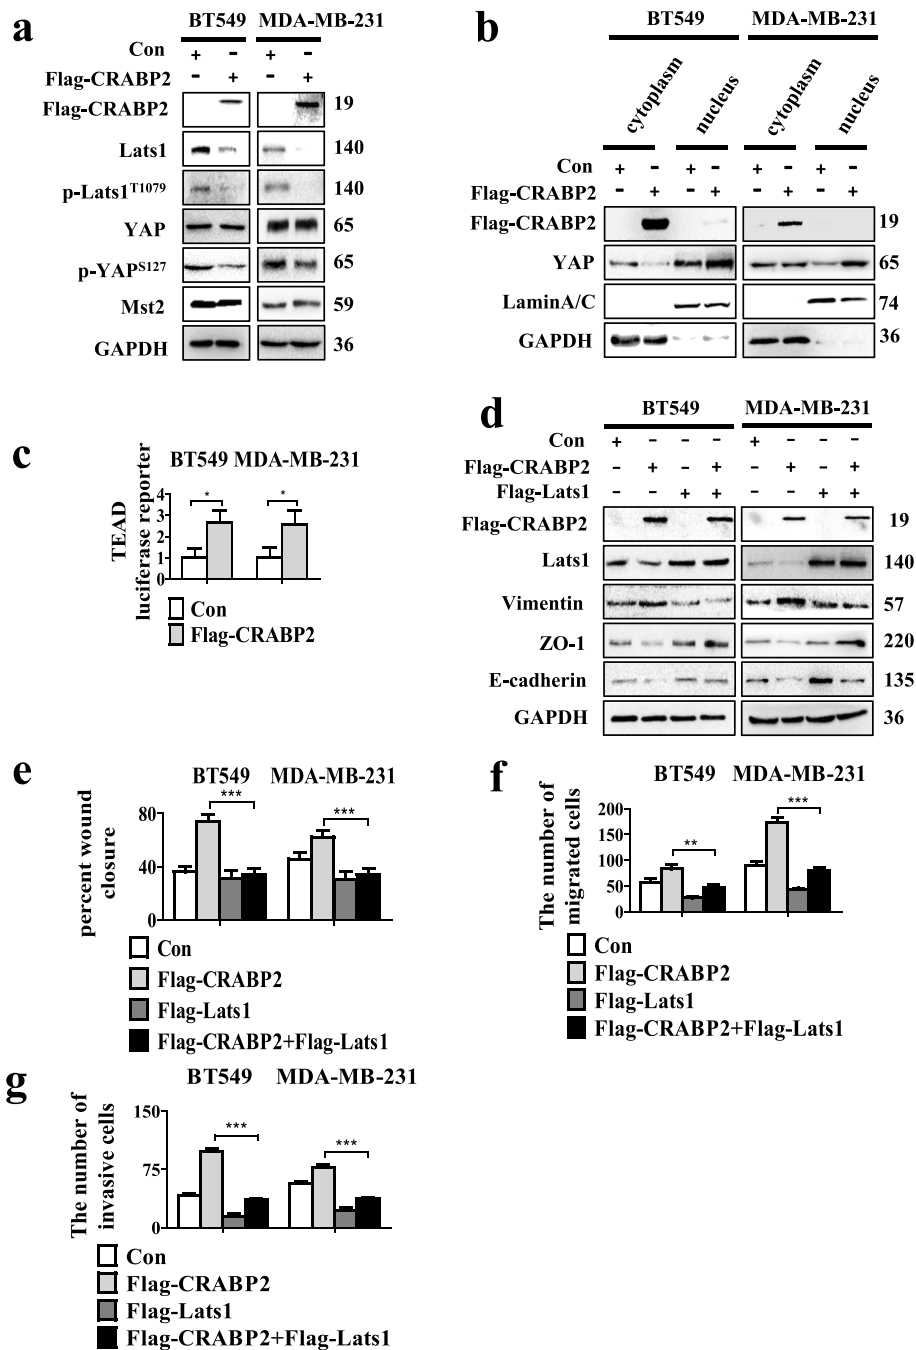 a
BT549 MDA-MB-231
Con + - + -
Flag-CRABP2 - + - +
Flag-CRABP2 19
Lats1 140
p-Lats1T1079 140
YAP 65
p-YAPS127 65
Mst2 59
GAPDH 36
b
BT549 MDA-MB-231
cytoplasm nucleus cytoplasm nucleus
Con + - + - + - + -
Flag-CRABP2 - + - + - + - +
Flag-CRABP2 19
YAP 65
LaminA/C 74
GAPDH 36
c
BT549 MDA-MB-231
TEAD
luciferase reporter
4
3
2
1
0
* *
Con
Flag-CRABP2
d
BT549 MDA-MB-231
Con + - - - + - - -
Flag-CRABP2 - + - + - + - +
Flag-Lats1 - - + + - - + +
Flag-CRABP2 19
Lats1 140
Vimentin 57
ZO-1 220
E-cadherin 135
GAPDH 36
e
BT549 MDA-MB-231
percent wound
closure
80
40
0
*** ***
Con
Flag-CRABP2
Flag-Lats1
Flag-CRABP2+Flag-Lats1
f
BT549 MDA-MB-231
The number of
migrated cells
200
150
100
50
0
** ***
Con
Flag-CRABP2
Flag-Lats1
Flag-CRABP2+Flag-Lats1
g
BT549 MDA-MB-231
The number of
invasive cells
150
75
0
*** ***
Con
Flag-CRABP2
Flag-Lats1
Flag-CRABP2+Flag-Lats1